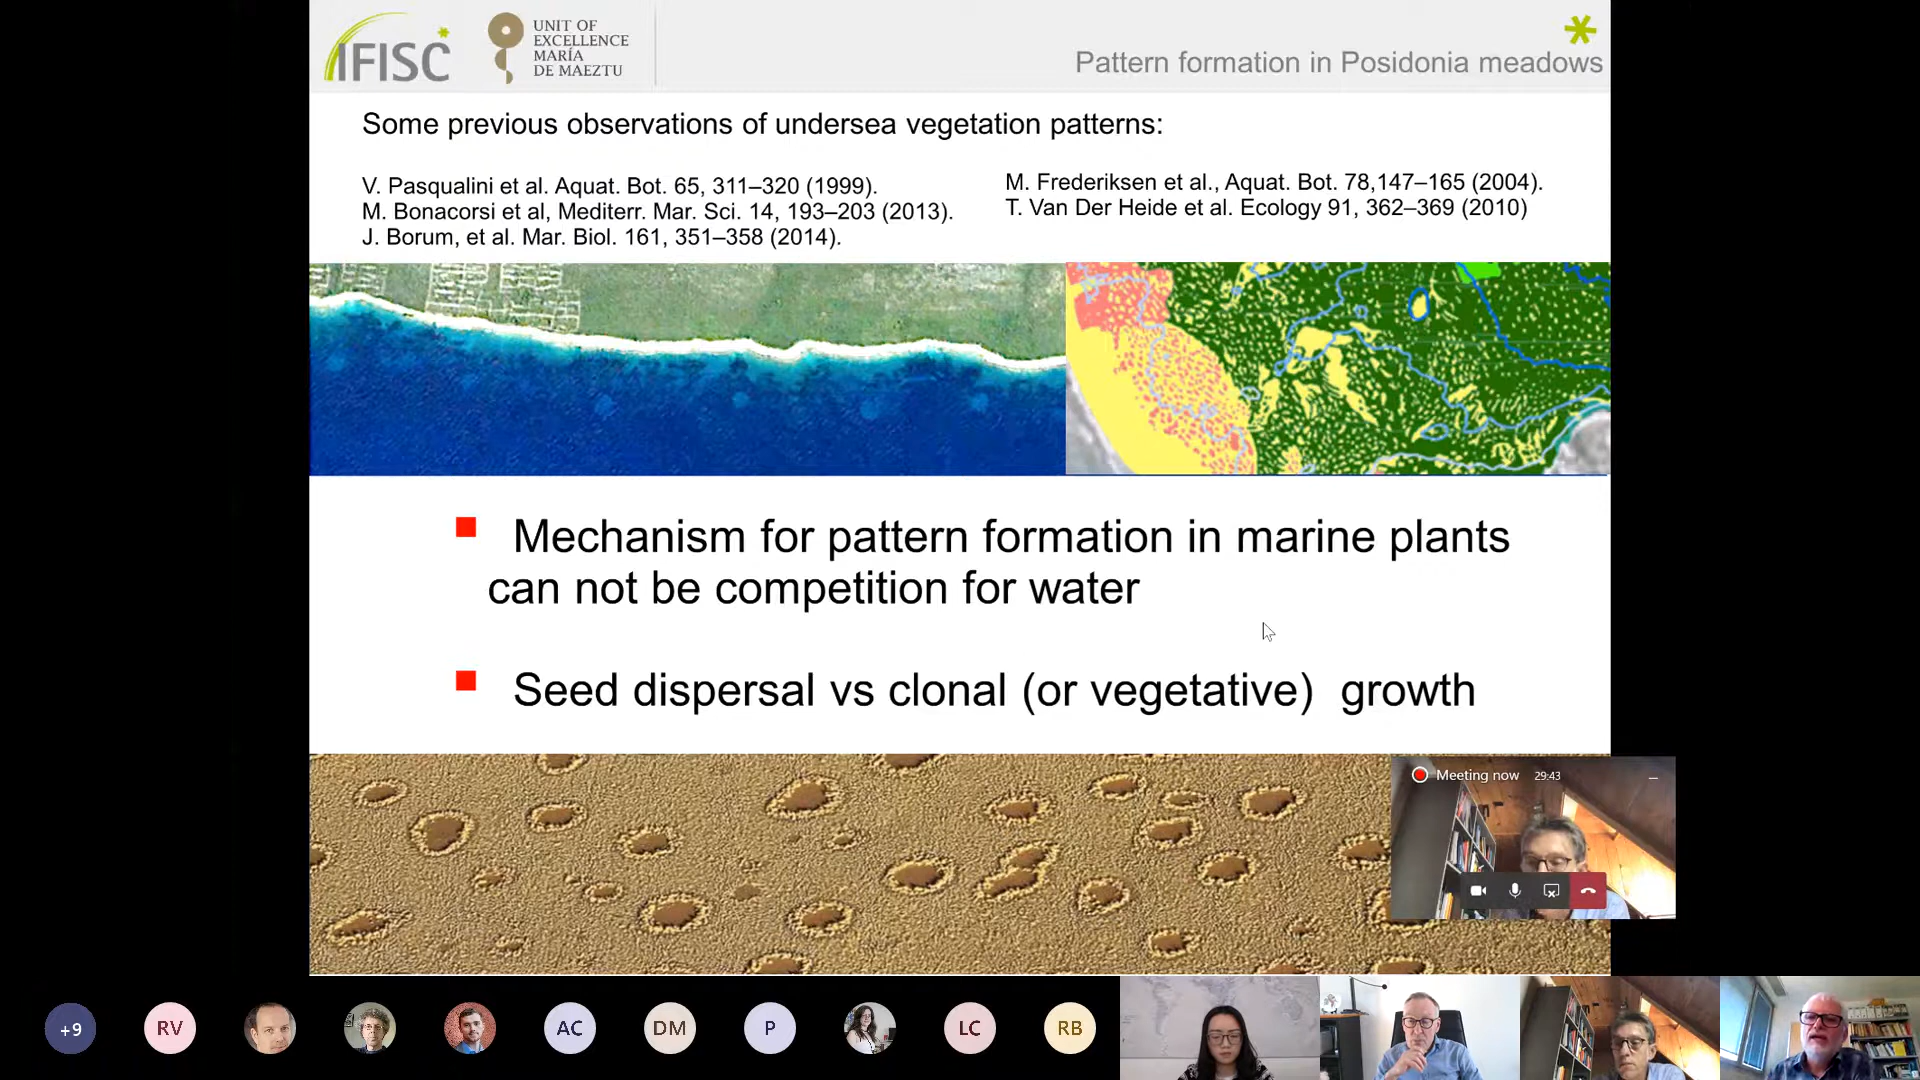 IFISC
UNIT OF
EXCELLENCE
MARÍA
DE MAEZTU
Pattern formation in Posidonia meadows
Some previous observations of undersea vegetation patterns:
V. Pasqualini et al. Aquat. Bot. 65, 311–320 (1999).
M. Bonacorsi et al, Mediterr. Mar. Sci. 14, 193–203 (2013).
J. Borum, et al. Mar. Biol. 161, 351–358 (2014).
M. Frederiksen et al., Aquat. Bot. 78,147–165 (2004).
T. Van Der Heide et al. Ecology 91, 362–369 (2010)
Mechanism for pattern formation in marine plants
can not be competition for water
Seed dispersal vs clonal (or vegetative) growth
Meeting now 29:43
+9
RV
AC
DM
P
LC
RB